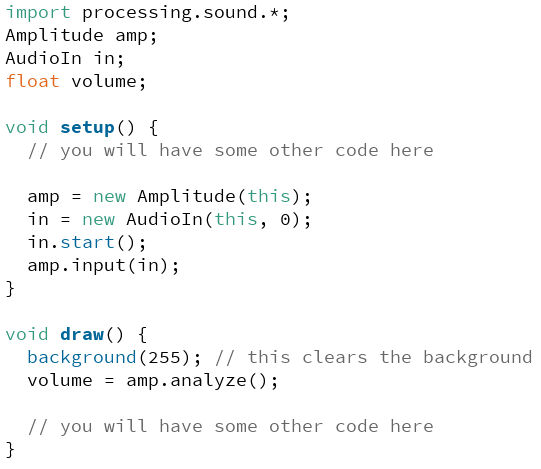 import processing.sound.*;
Amplitude amp;
AudioIn in;
float volume;

void setup() {
  // you will have some other code here

  amp = new Amplitude(this);
  in = new AudioIn(this, 0);
  in.start();
  amp.input(in);
}

void draw() {
  background(255); // this clears the background
  volume = amp.analyze();

  // you will have some other code here
}